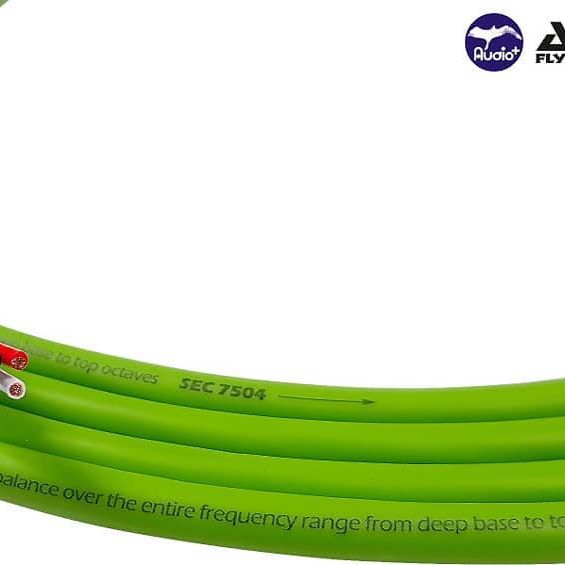 Audio+
FLY
base to top octaves SEC 7504
balance over the entire frequency range from deep base to to